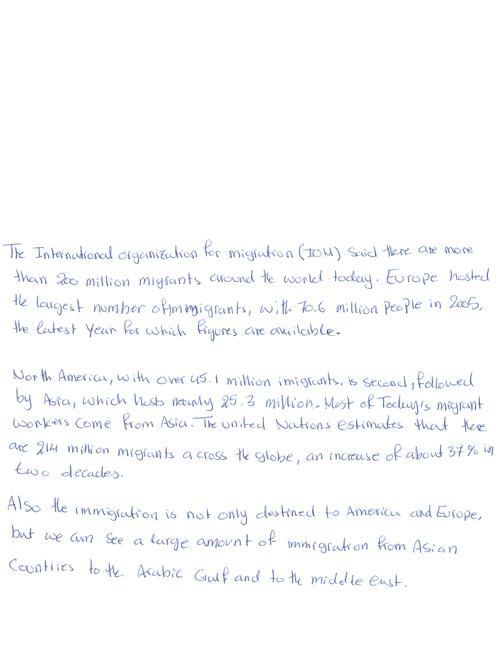 The International organization for migration (IOM) said there are more
than 200 million migrants around the world today. Europe hosted
the largest number of immigrants, with 70.6 million people in 2005,
the latest year for which figures are available.
North America, with over 45.1 million imigrants, is second, followed
by Asia, which hosts nearly 25.3 million. Most of Today's migrant
workers come from Asia. The united Nations estimates that there
are 214 million migrants across the globe, an increase of about 37% in
two decades.
Also the immigration is not only destined to America and Europe,
but we can see a large amount of immigration from Asian
Countries to the Arabic Gulf and to the middle east.